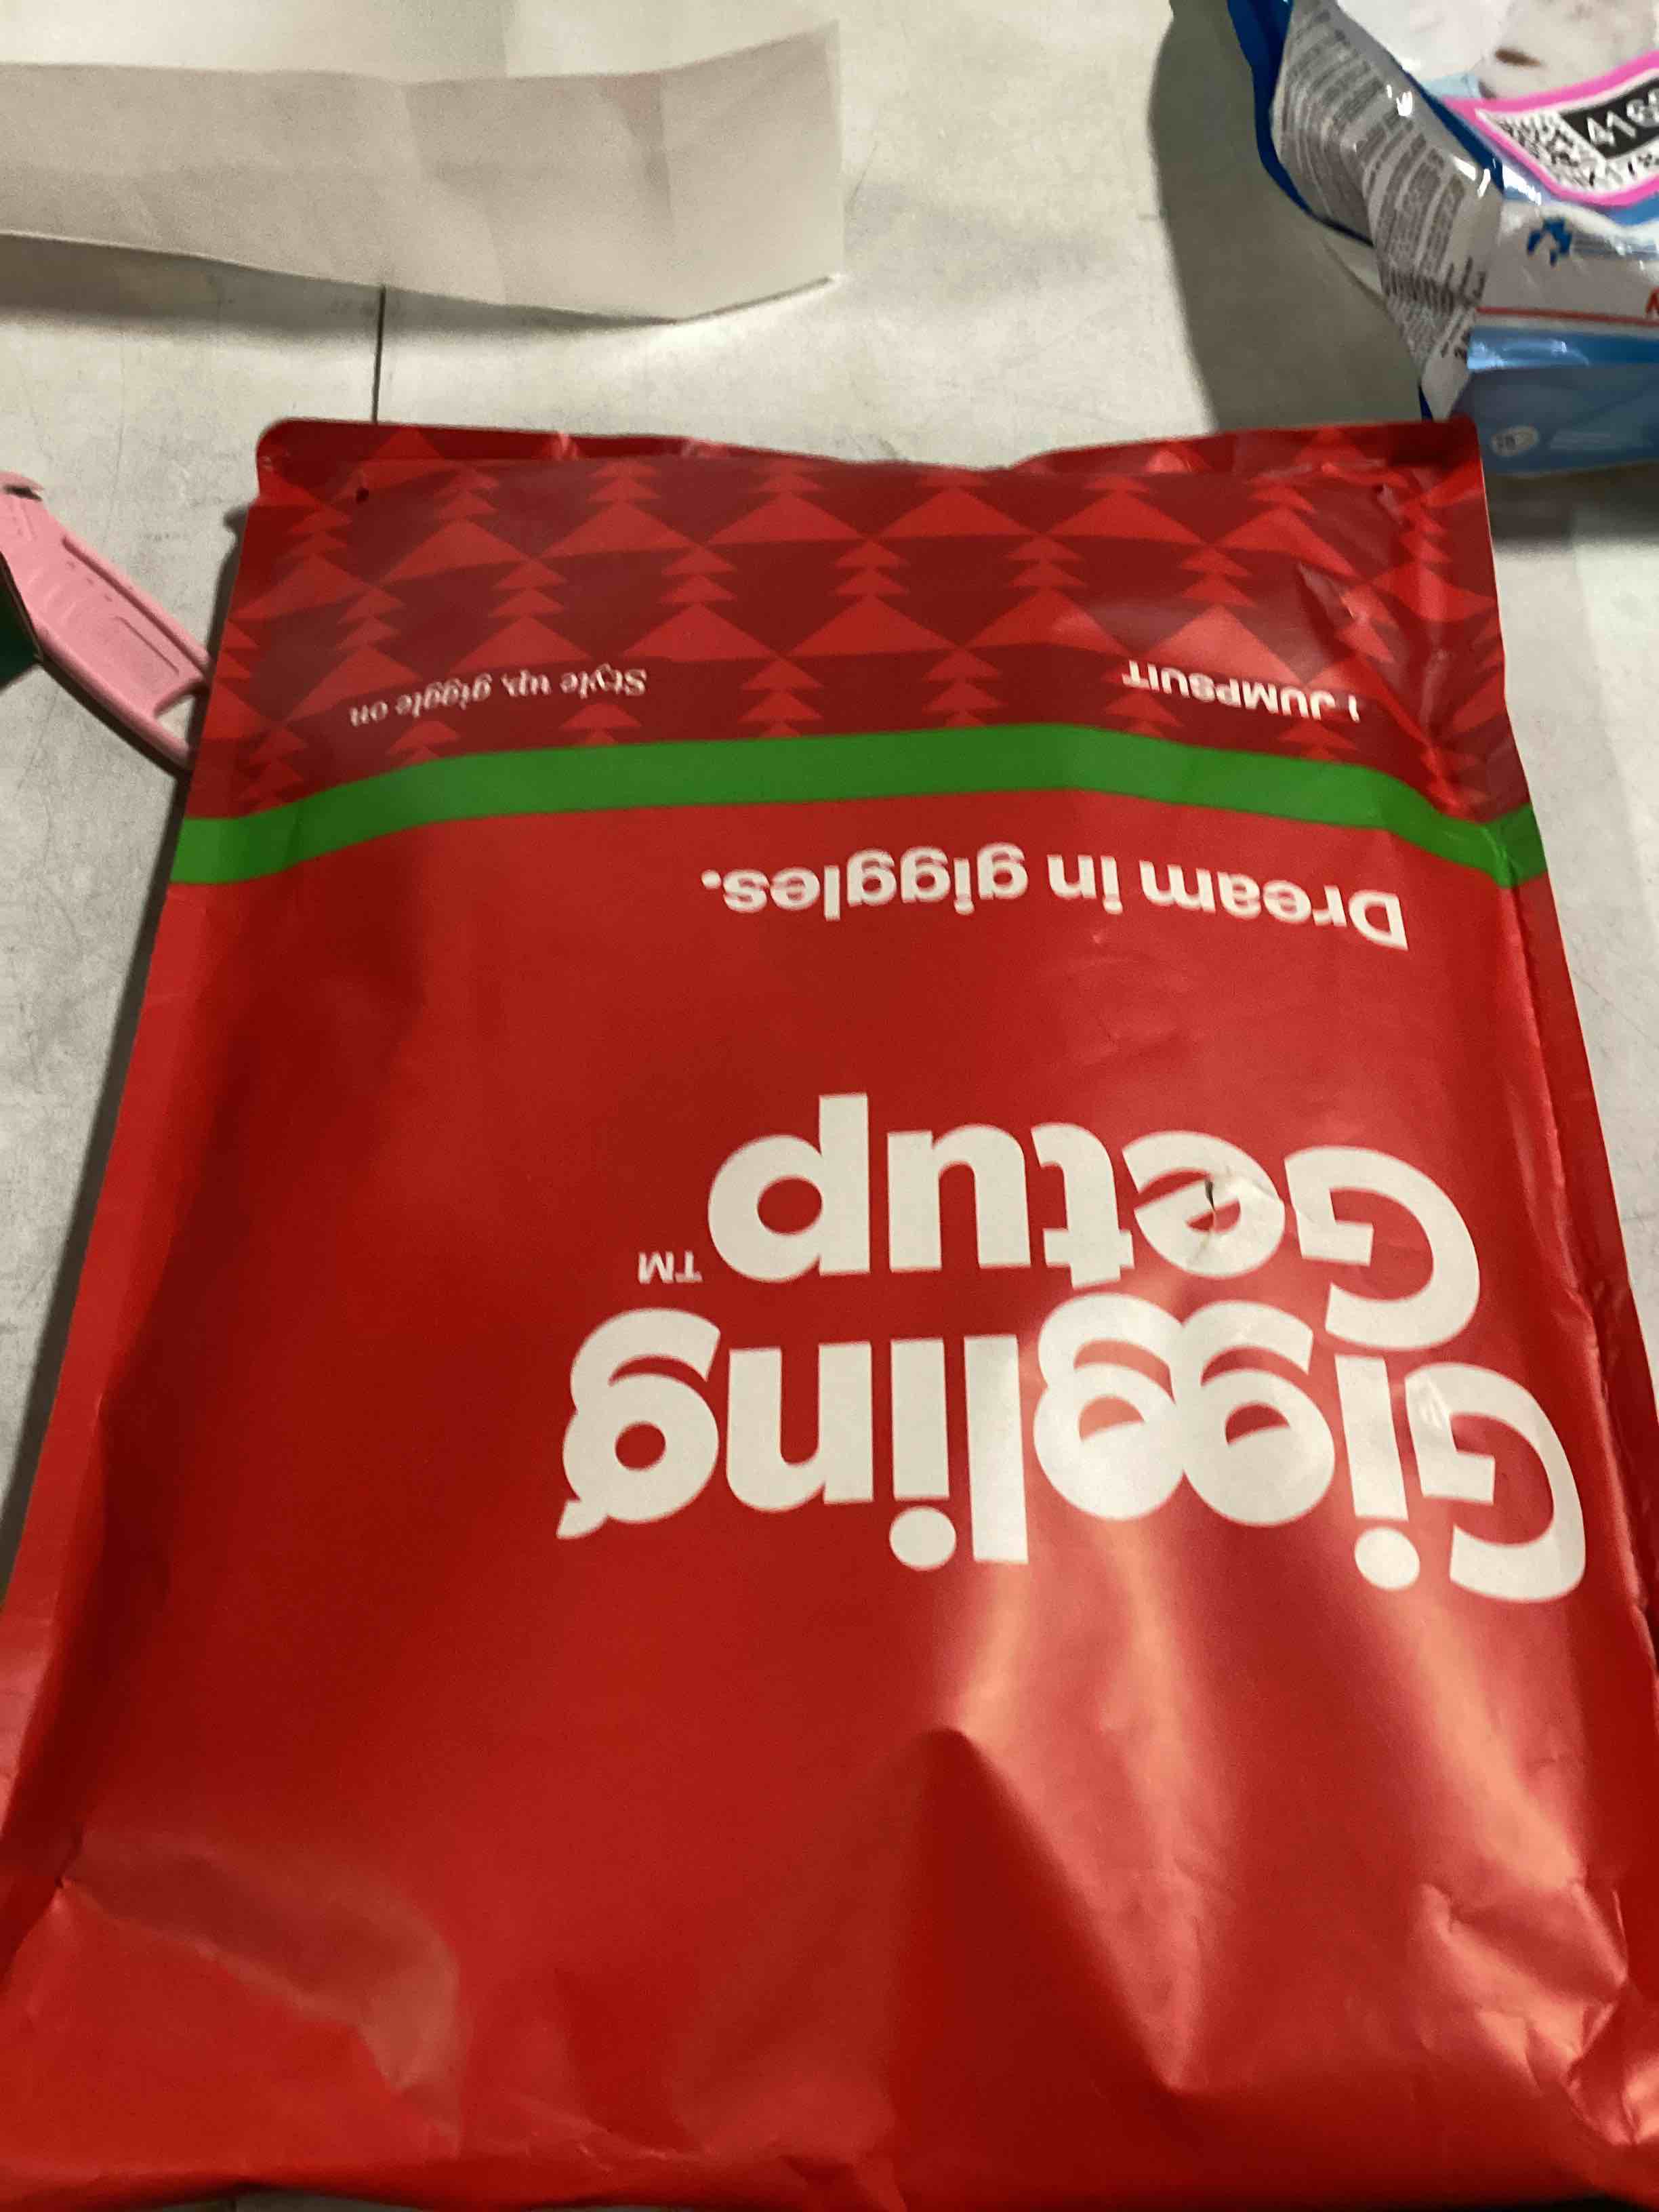 Giggling
Getup™
Dream in giggles.
1 JUMPSUIT
Style up, giggle on